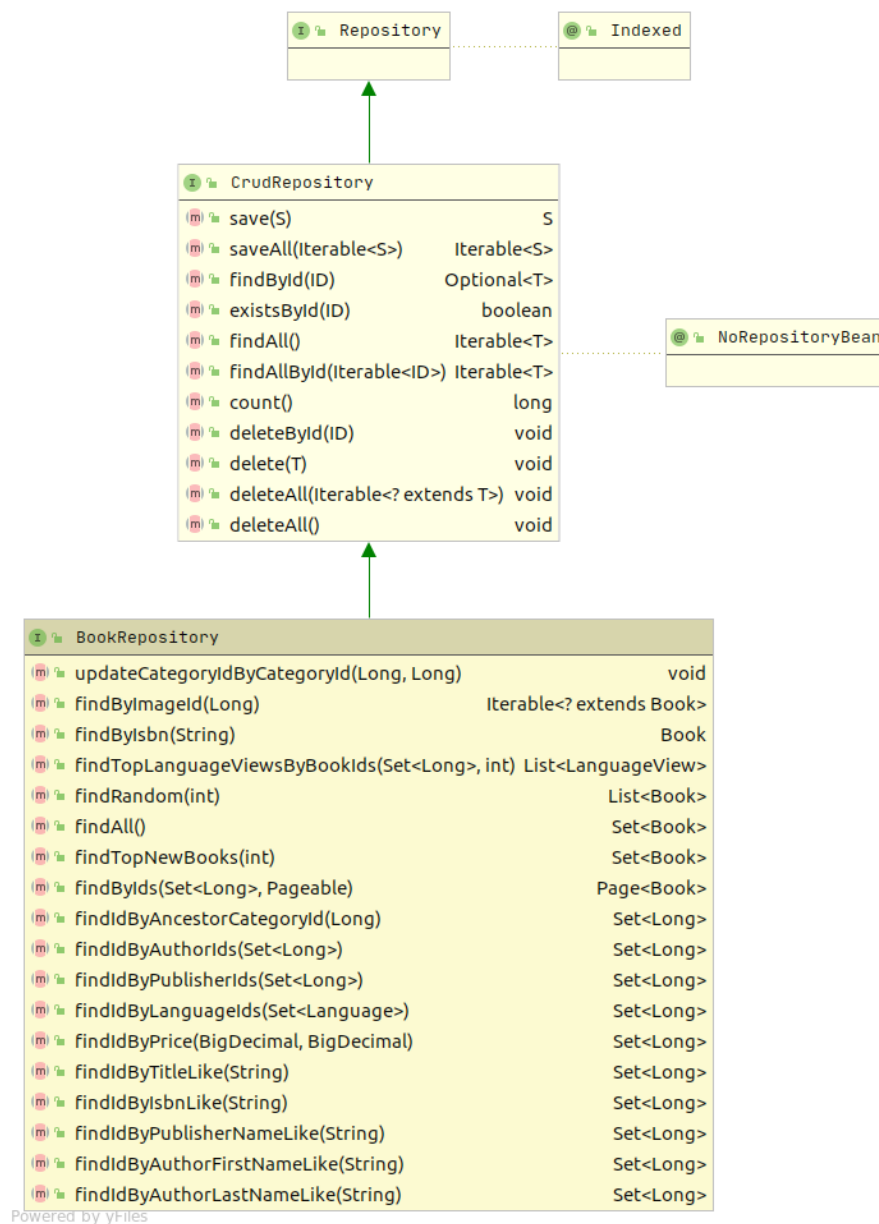 Repository
Indexed
CrudRepository
save(S) S
saveAll(Iterable<S>) Iterable<S>
findById(ID) Optional<T>
existsById(ID) boolean
findAll() Iterable<T>
findAllById(Iterable<ID>) Iterable<T>
count() long
deleteById(ID) void
delete(T) void
deleteAll(Iterable<? extends T>) void
deleteAll() void
NoRepositoryBean
BookRepository
updateCategoryIdByCategoryId(Long, Long) void
findByImageId(Long) Iterable<? extends Book>
findByIsbn(String) Book
findTopLanguageViewsByBookIds(Set<Long>, int) List<LanguageView>
findRandom(int) List<Book>
findAll() Set<Book>
findTopNewBooks(int) Set<Book>
findByIds(Set<Long>, Pageable) Page<Book>
findIdByAncestorCategoryId(Long) Set<Long>
findIdByAuthorIds(Set<Long>) Set<Long>
findIdByPublisherIds(Set<Long>) Set<Long>
findIdByLanguageIds(Set<Language>) Set<Long>
findIdByPrice(BigDecimal, BigDecimal) Set<Long>
findIdByTitleLike(String) Set<Long>
findIdByIsbnLike(String) Set<Long>
findIdByPublisherNameLike(String) Set<Long>
findIdByAuthorFirstNameLike(String) Set<Long>
findIdByAuthorLastNameLike(String) Set<Long>
Powered by yFiles